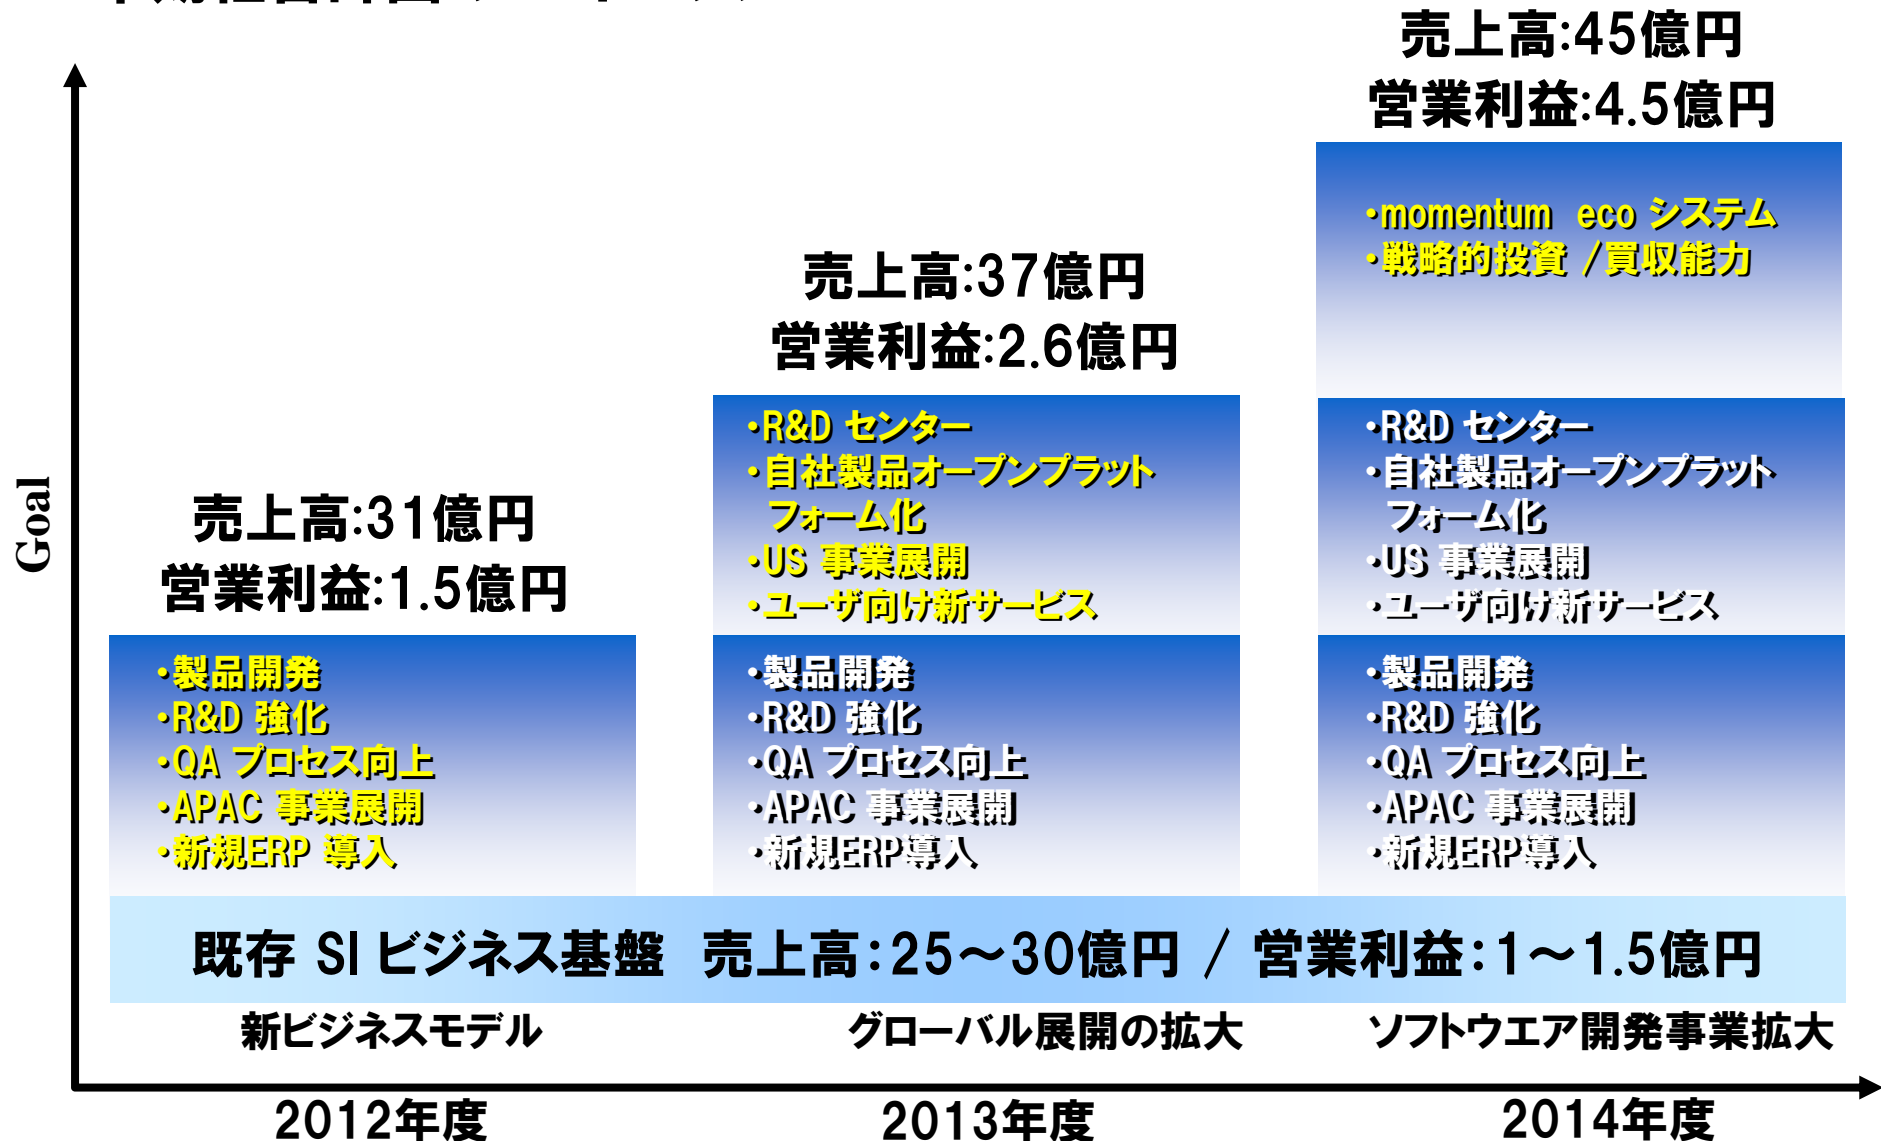 売上高:45億円
営業利益:4.5億円
・momentum eco システム
・戦略的投資 /買収能力
売上高:37億円
営業利益:2.6億円
・R&D センター
・自社製品オープンプラット
フォーム化
・US 事業展開
・ユーザ向け新サービス
・R&D センター
・自社製品オープンプラット
フォーム化
・US 事業展開
・ユーザ向け新サービス
Goal
売上高:31億円
営業利益:1.5億円
・製品開発
・R&D 強化
・QA プロセス向上
・APAC 事業展開
・新規ERP 導入
・製品開発
・R&D 強化
・QA プロセス向上
・APAC 事業展開
・新規ERP導入
・製品開発
・R&D 強化
・QA プロセス向上
・APAC 事業展開
・新規ERP導入
既存 SI ビジネス基盤 売上高:25～30億円 / 営業利益:1～1.5億円
新ビジネスモデル
グローバル展開の拡大
ソフトウエア開発事業拡大
2012年度
2013年度
2014年度